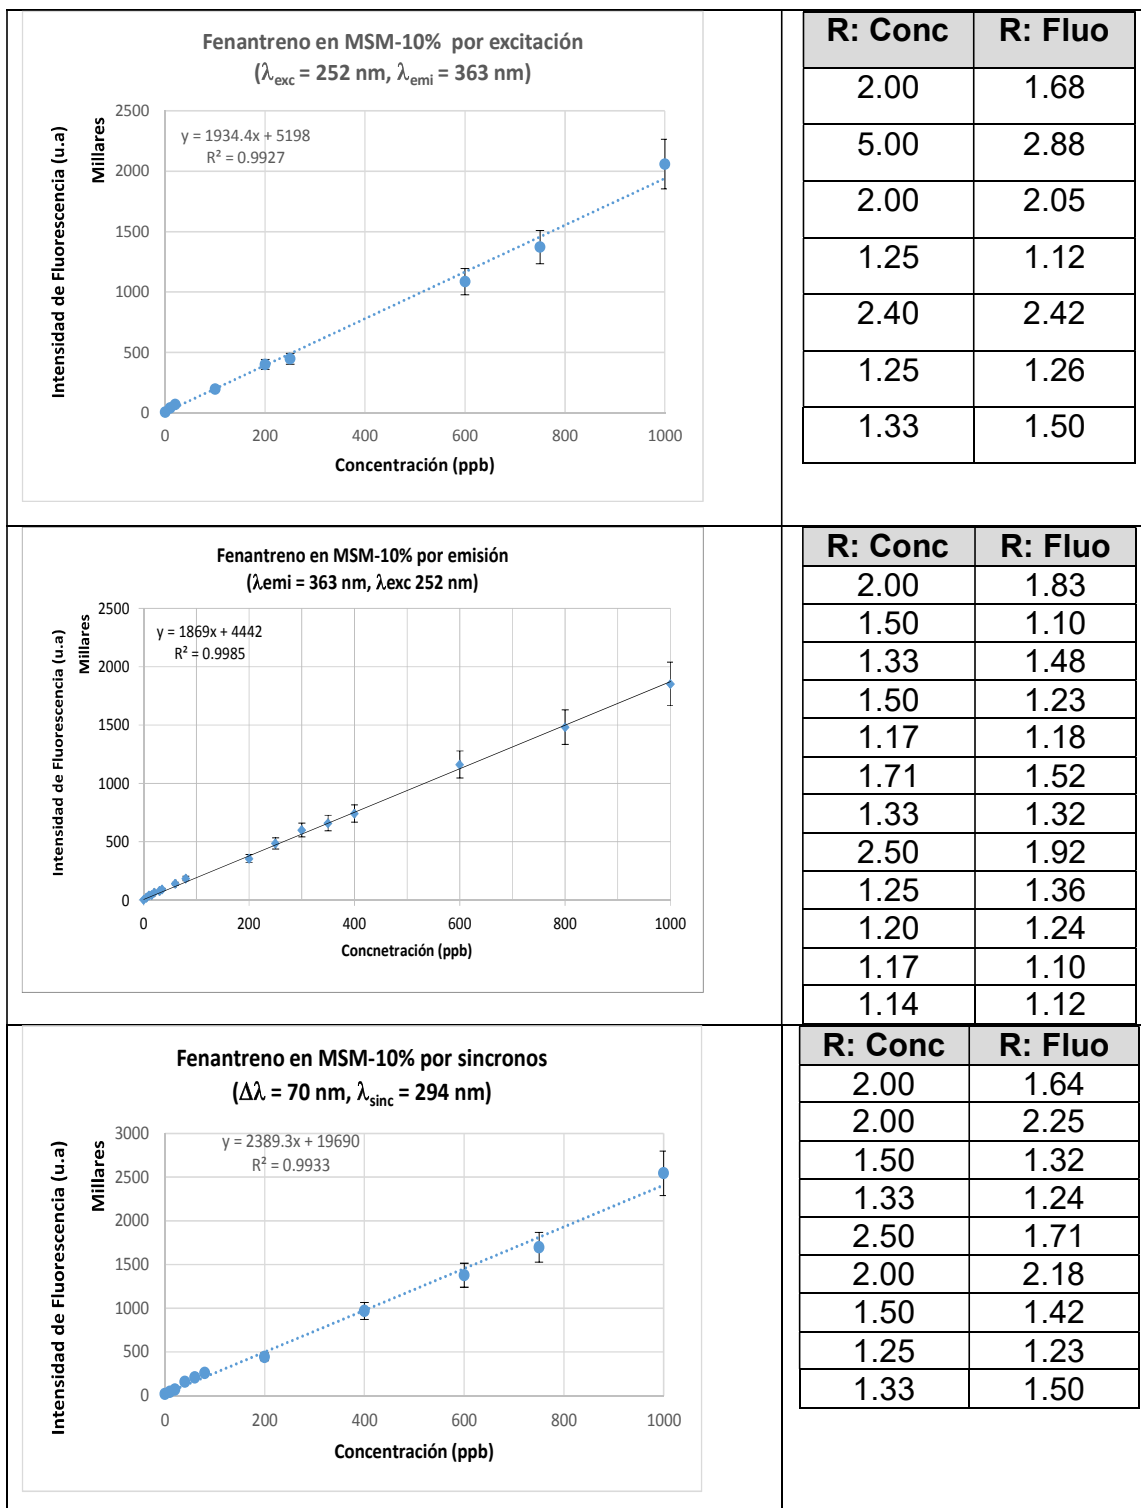 Fenantreno en MSM-10% por excitación
(λexc = 252 nm, λemi = 363 nm)
Intensidad de Fluorescencia (u.a)
Millares
y = 1934.4x + 5198
R² = 0.9927
2500
2000
1500
1000
500
0
0 200 400 600 800 1000
Concentración (ppb)
R: Conc R: Fluo
2.00 1.68
5.00 2.88
2.00 2.05
1.25 1.12
2.40 2.42
1.25 1.26
1.33 1.50
Fenantreno en MSM-10% por emisión
(λemi = 363 nm, λexc 252 nm)
Intensidad de Fluorescencia (u.a)
Millares
y = 1869x + 4442
R² = 0.9985
2500
2000
1500
1000
500
0
0 200 400 600 800 1000
Concnetración (ppb)
R: Conc R: Fluo
2.00 1.83
1.50 1.10
1.33 1.48
1.50 1.23
1.17 1.18
1.71 1.52
1.33 1.32
2.50 1.92
1.25 1.36
1.20 1.24
1.17 1.10
1.14 1.12
Fenantreno en MSM-10% por sincronos
(Δλ = 70 nm, λsinc = 294 nm)
Intensidad de Fluorescencia (u.a)
Millares
y = 2389.3x + 19690
R² = 0.9933
3000
2500
2000
1500
1000
500
0
0 200 400 600 800 1000
Concentración (ppb)
R: Conc R: Fluo
2.00 1.64
2.00 2.25
1.50 1.32
1.33 1.24
2.50 1.71
2.00 2.18
1.50 1.42
1.25 1.23
1.33 1.50